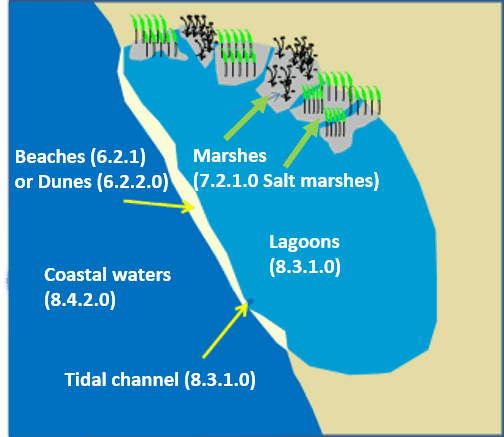 Beaches (6.2.1)
or Dunes (6.2.2.0)
Marshes
(7.2.1.0 Salt marshes)
Lagoons
(8.3.1.0)
Coastal waters
(8.4.2.0)
Tidal channel (8.3.1.0)